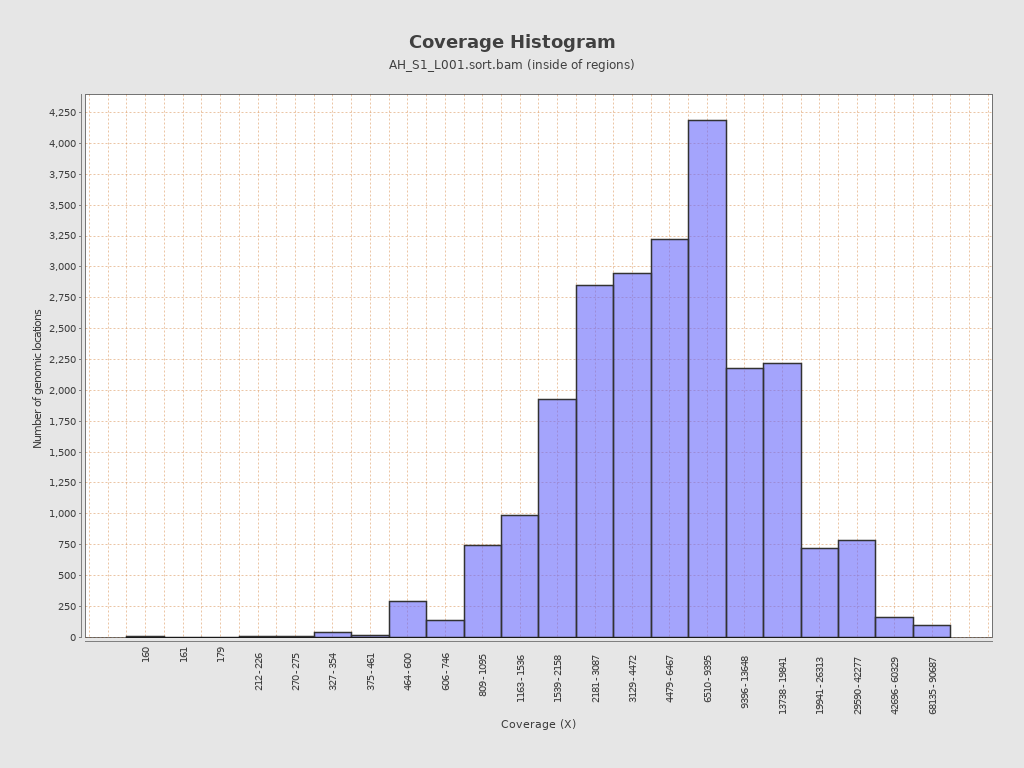 Coverage Histogram
AH_S1_L001.sort.bam (inside of regions)
Number of genomic locations
4,250
4,000
3,750
3,500
3,250
3,000
2,750
2,500
2,250
2,000
1,750
1,500
1,250
1,000
750
500
250
0
160
161
179
212 - 226
270 - 275
327 - 354
375 - 461
464 - 600
606 - 746
809 - 1095
1163 - 1536
1539 - 2158
2181 - 3087
3129 - 4472
4479 - 6467
6510 - 9395
9396 - 13648
13738 - 19841
19941 - 26313
29590 - 42277
42696 - 60329
68135 - 90687
Coverage (X)